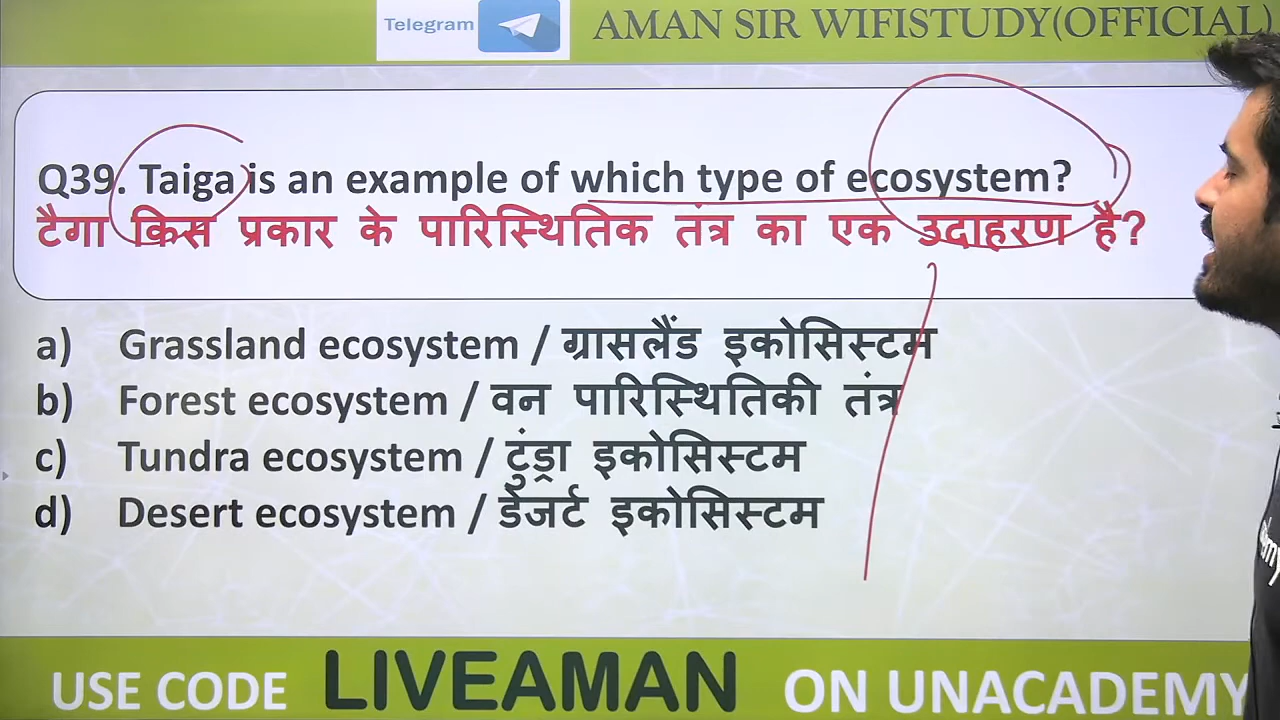 Telegram
AMAN SIR WIFISTUDY(OFFICIAL)
Q39. Taiga is an example of which type of ecosystem?
टैगा किस प्रकार के पारिस्थितिक तंत्र का एक उदाहरण है?
a) Grassland ecosystem / ग्रासलैंड इकोसिस्टम
b) Forest ecosystem / वन पारिस्थितिकी तंत्र
c) Tundra ecosystem / टुंड्रा इकोसिस्टम
d) Desert ecosystem / डेजर्ट इकोसिस्टम
USE CODE LIVEAMAN ON UNACADEMY